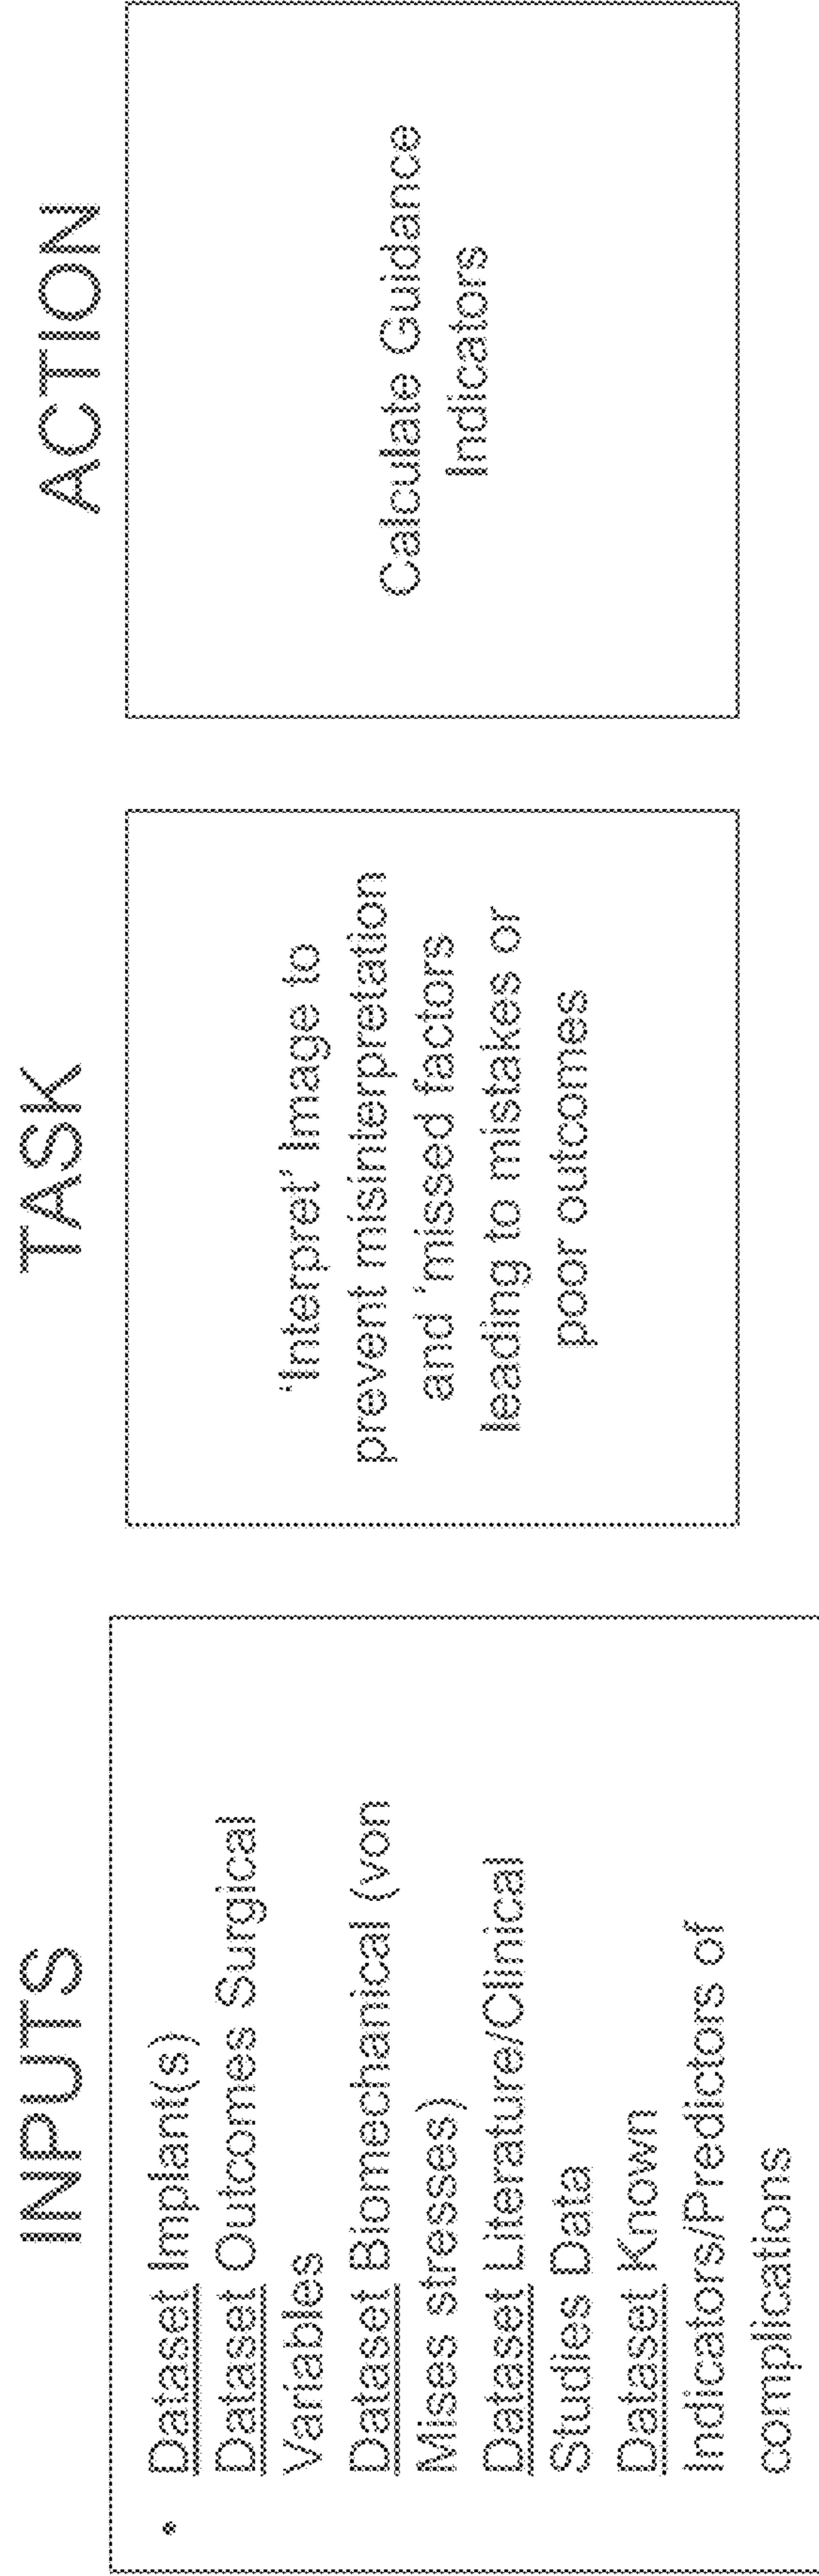 INPUTS
• Dataset Implant(s)
Dataset Outcomes Surgical
Variables
Dataset Biomechanical (von
Mises stresses)
Dataset Literature/Clinical
Studies Data
Dataset Known
Indicators/Predictors of
complications
TASK
‘Interpret’ Image to
prevent misinterpretation
and ‘missed factors
leading to mistakes or
poor outcomes
ACTION
Calculate Guidance
Indicators